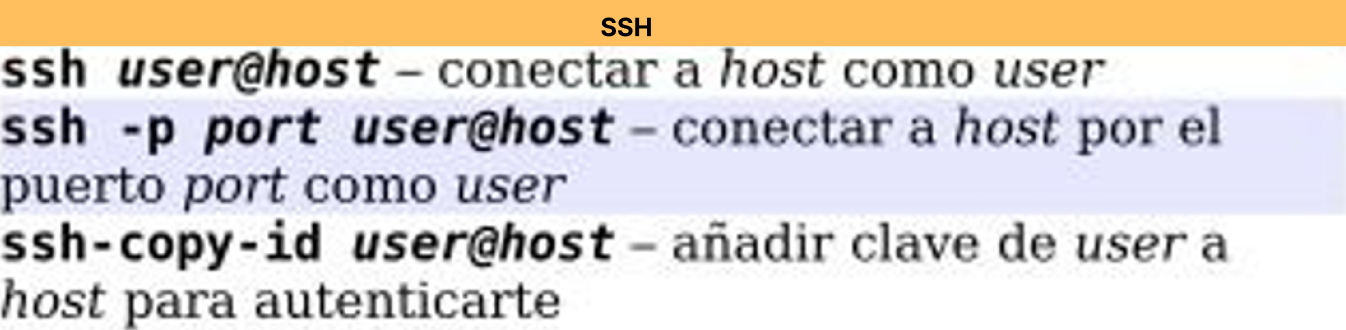 SSH
ssh user@host – conectar a host como user
ssh -p port user@host – conectar a host por el
puerto port como user
ssh-copy-id user@host – añadir clave de user a
host para autenticarte